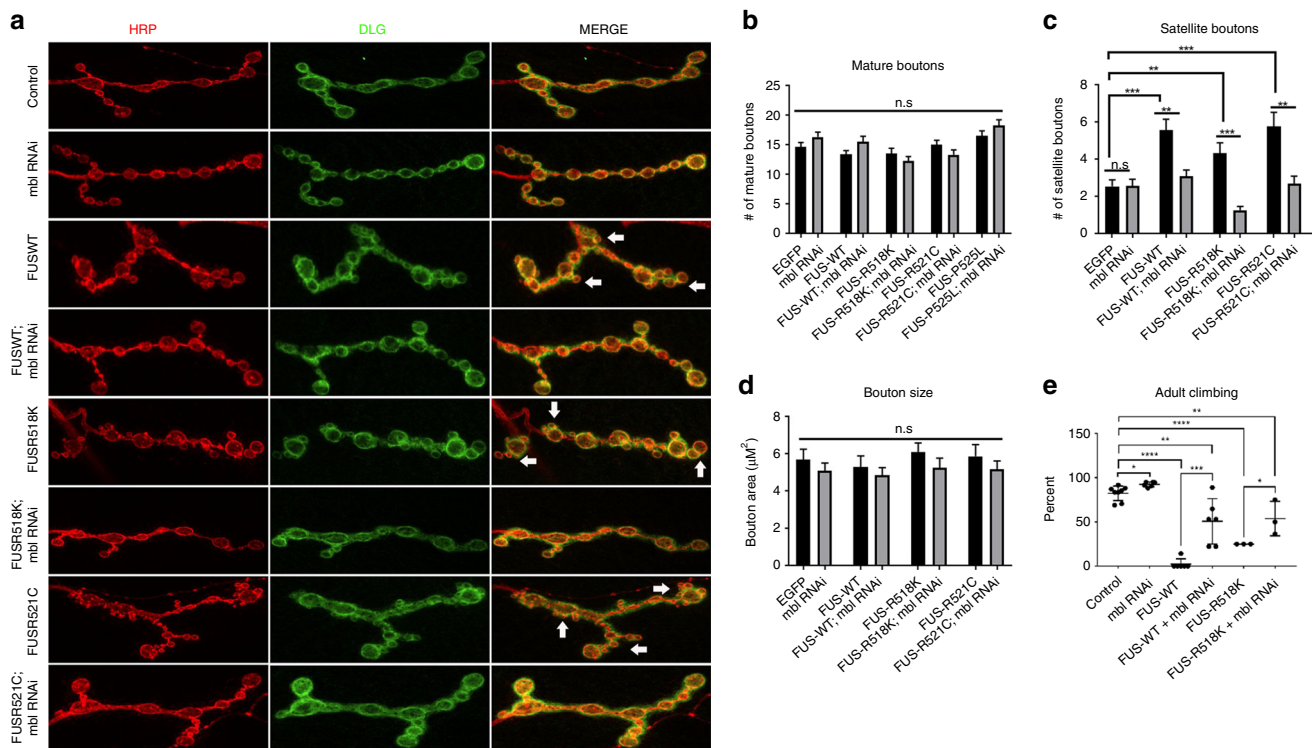 a
HRP
DLG
MERGE
Control
mbl RNAi
FUSWT
FUSWT;
mbl RNAi
FUSR518K
FUSR518K;
mbl RNAi
FUSR521C
FUSR521C;
mbl RNAi
b
Mature boutons
# of mature boutons
25
20
15
10
5
0
n.s
EGFP
mbl RNAi
FUS-WT
FUS-WT; mbl RNAi
FUS-R518K
FUS-R518K; mbl RNAi
FUS-R521C
FUS-R521C; mbl RNAi
FUS-P525L
FUS-P525L; mbl RNAi
c
Satellite boutons
# of satellite boutons
8
6
4
2
0
***
**
***
**
***
**
n.s
EGFP
mbl RNAi
FUS-WT
FUS-WT; mbl RNAi
FUS-R518K
FUS-R518K; mbl RNAi
FUS-R521C
FUS-R521C; mbl RNAi
d
Bouton size
Bouton area (μM²)
8
6
4
2
0
n.s
EGFP
mbl RNAi
FUS-WT
FUS-WT; mbl RNAi
FUS-R518K
FUS-R518K; mbl RNAi
FUS-R521C
FUS-R521C; mbl RNAi
e
Adult climbing
Percent
150
100
50
0
**
****
**
****
***
*
*
Control
mbl RNAi
FUS-WT
FUS-WT + mbl RNAi
FUS-R518K
FUS-R518K + mbl RNAi